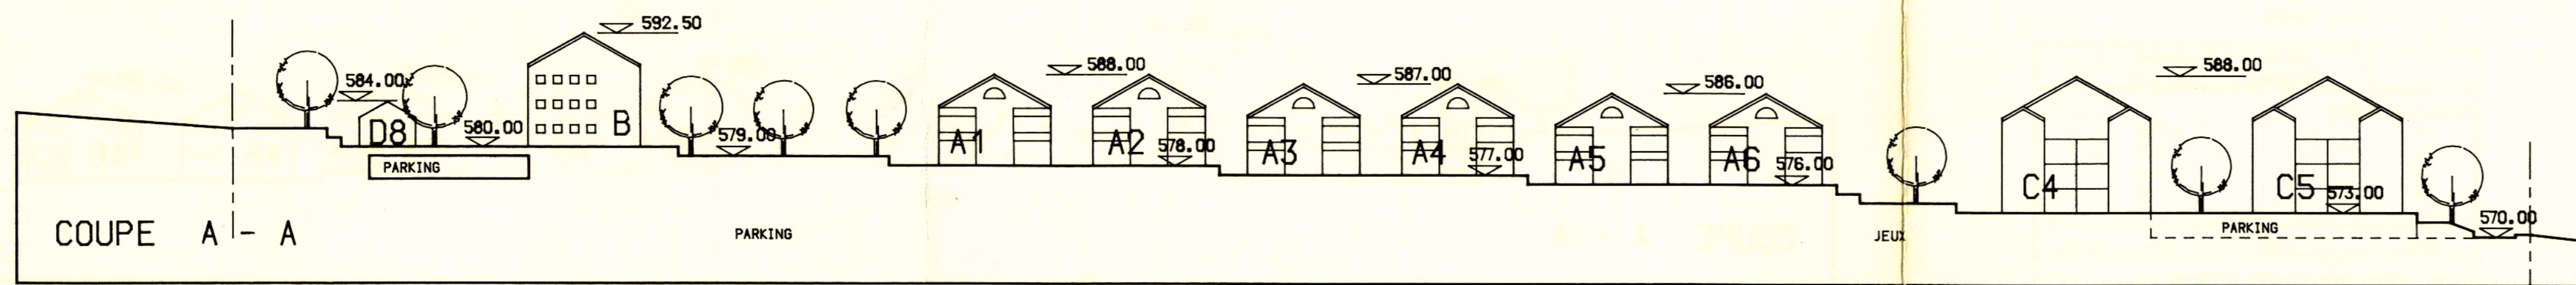 592.50
584.00
588.00
587.00
586.00
588.00
D8
580.00
B
579.00
A1
A2
578.00
A3
A4
577.00
A5
A6
576.00
C4
C5
573.00
570.00
PARKING
COUPE A - A
PARKING
JEUX
PARKING